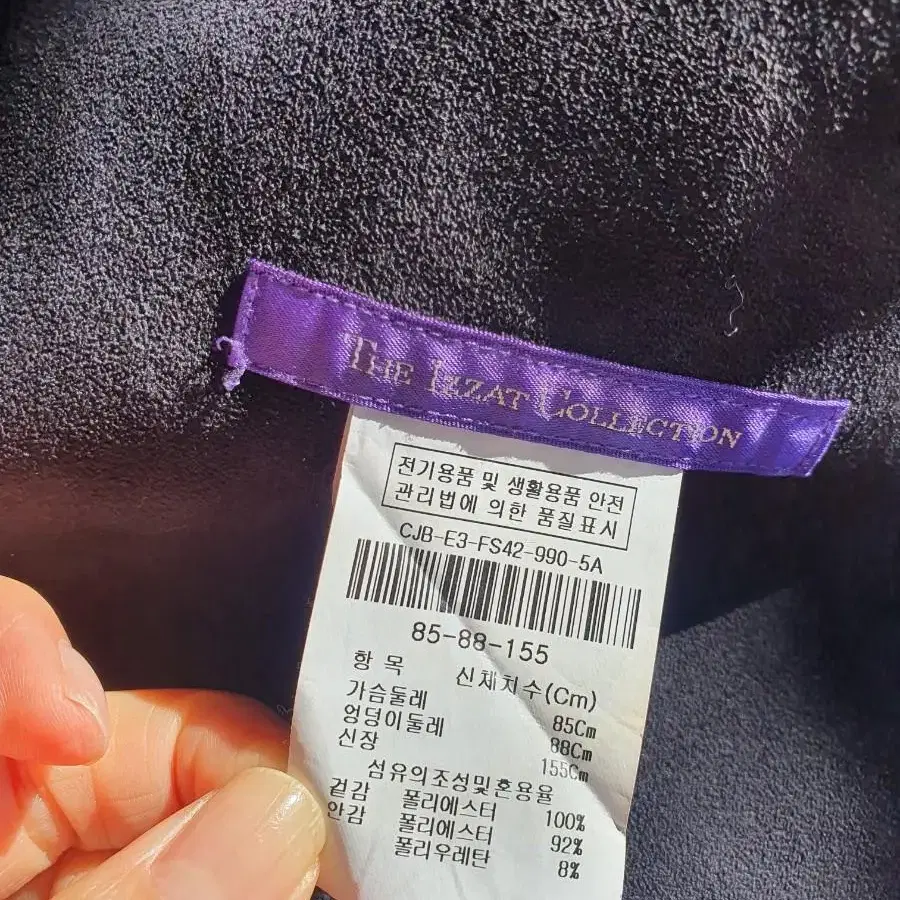 THE IZZAT COLLECTION
전기용품 및 생활용품 안전
관리법에 의한 품질표시
CJB-E3-FS42-990-5A
85-88-155
항 목 신체치수(Cm)
가슴둘레 85Cm
엉덩이둘레 88Cm
신장 155Cm
섬유의조성및혼용율
겉감 폴리에스터 100%
안감 폴리에스터 92%
폴리우레탄 8%